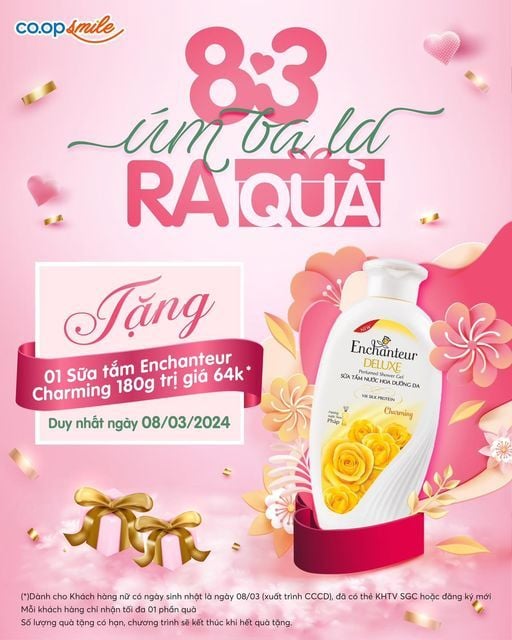 co.op smile
8.3
úm ba la
RA QUÀ
Tặng
01 Sữa tắm Enchanteur
Charming 180g trị giá 64k*
Duy nhất ngày 08/03/2024
NEW
Enchanteur
DELUXE
Perfumed Shower Gel
SỮA TẮM NƯỚC HOA DƯỠNG DA
Với SILK PROTEIN
Charming
Pháp
(*)Dành cho Khách hàng nữ có ngày sinh nhật là ngày 08/03 (xuất trình CCCD), đã có thẻ KHTV SGC hoặc đăng ký mới
Mỗi khách hàng chỉ nhận tối đa 01 phần quà
Số lượng quà tặng có hạn, chương trình sẽ kết thúc khi hết quà tặng.